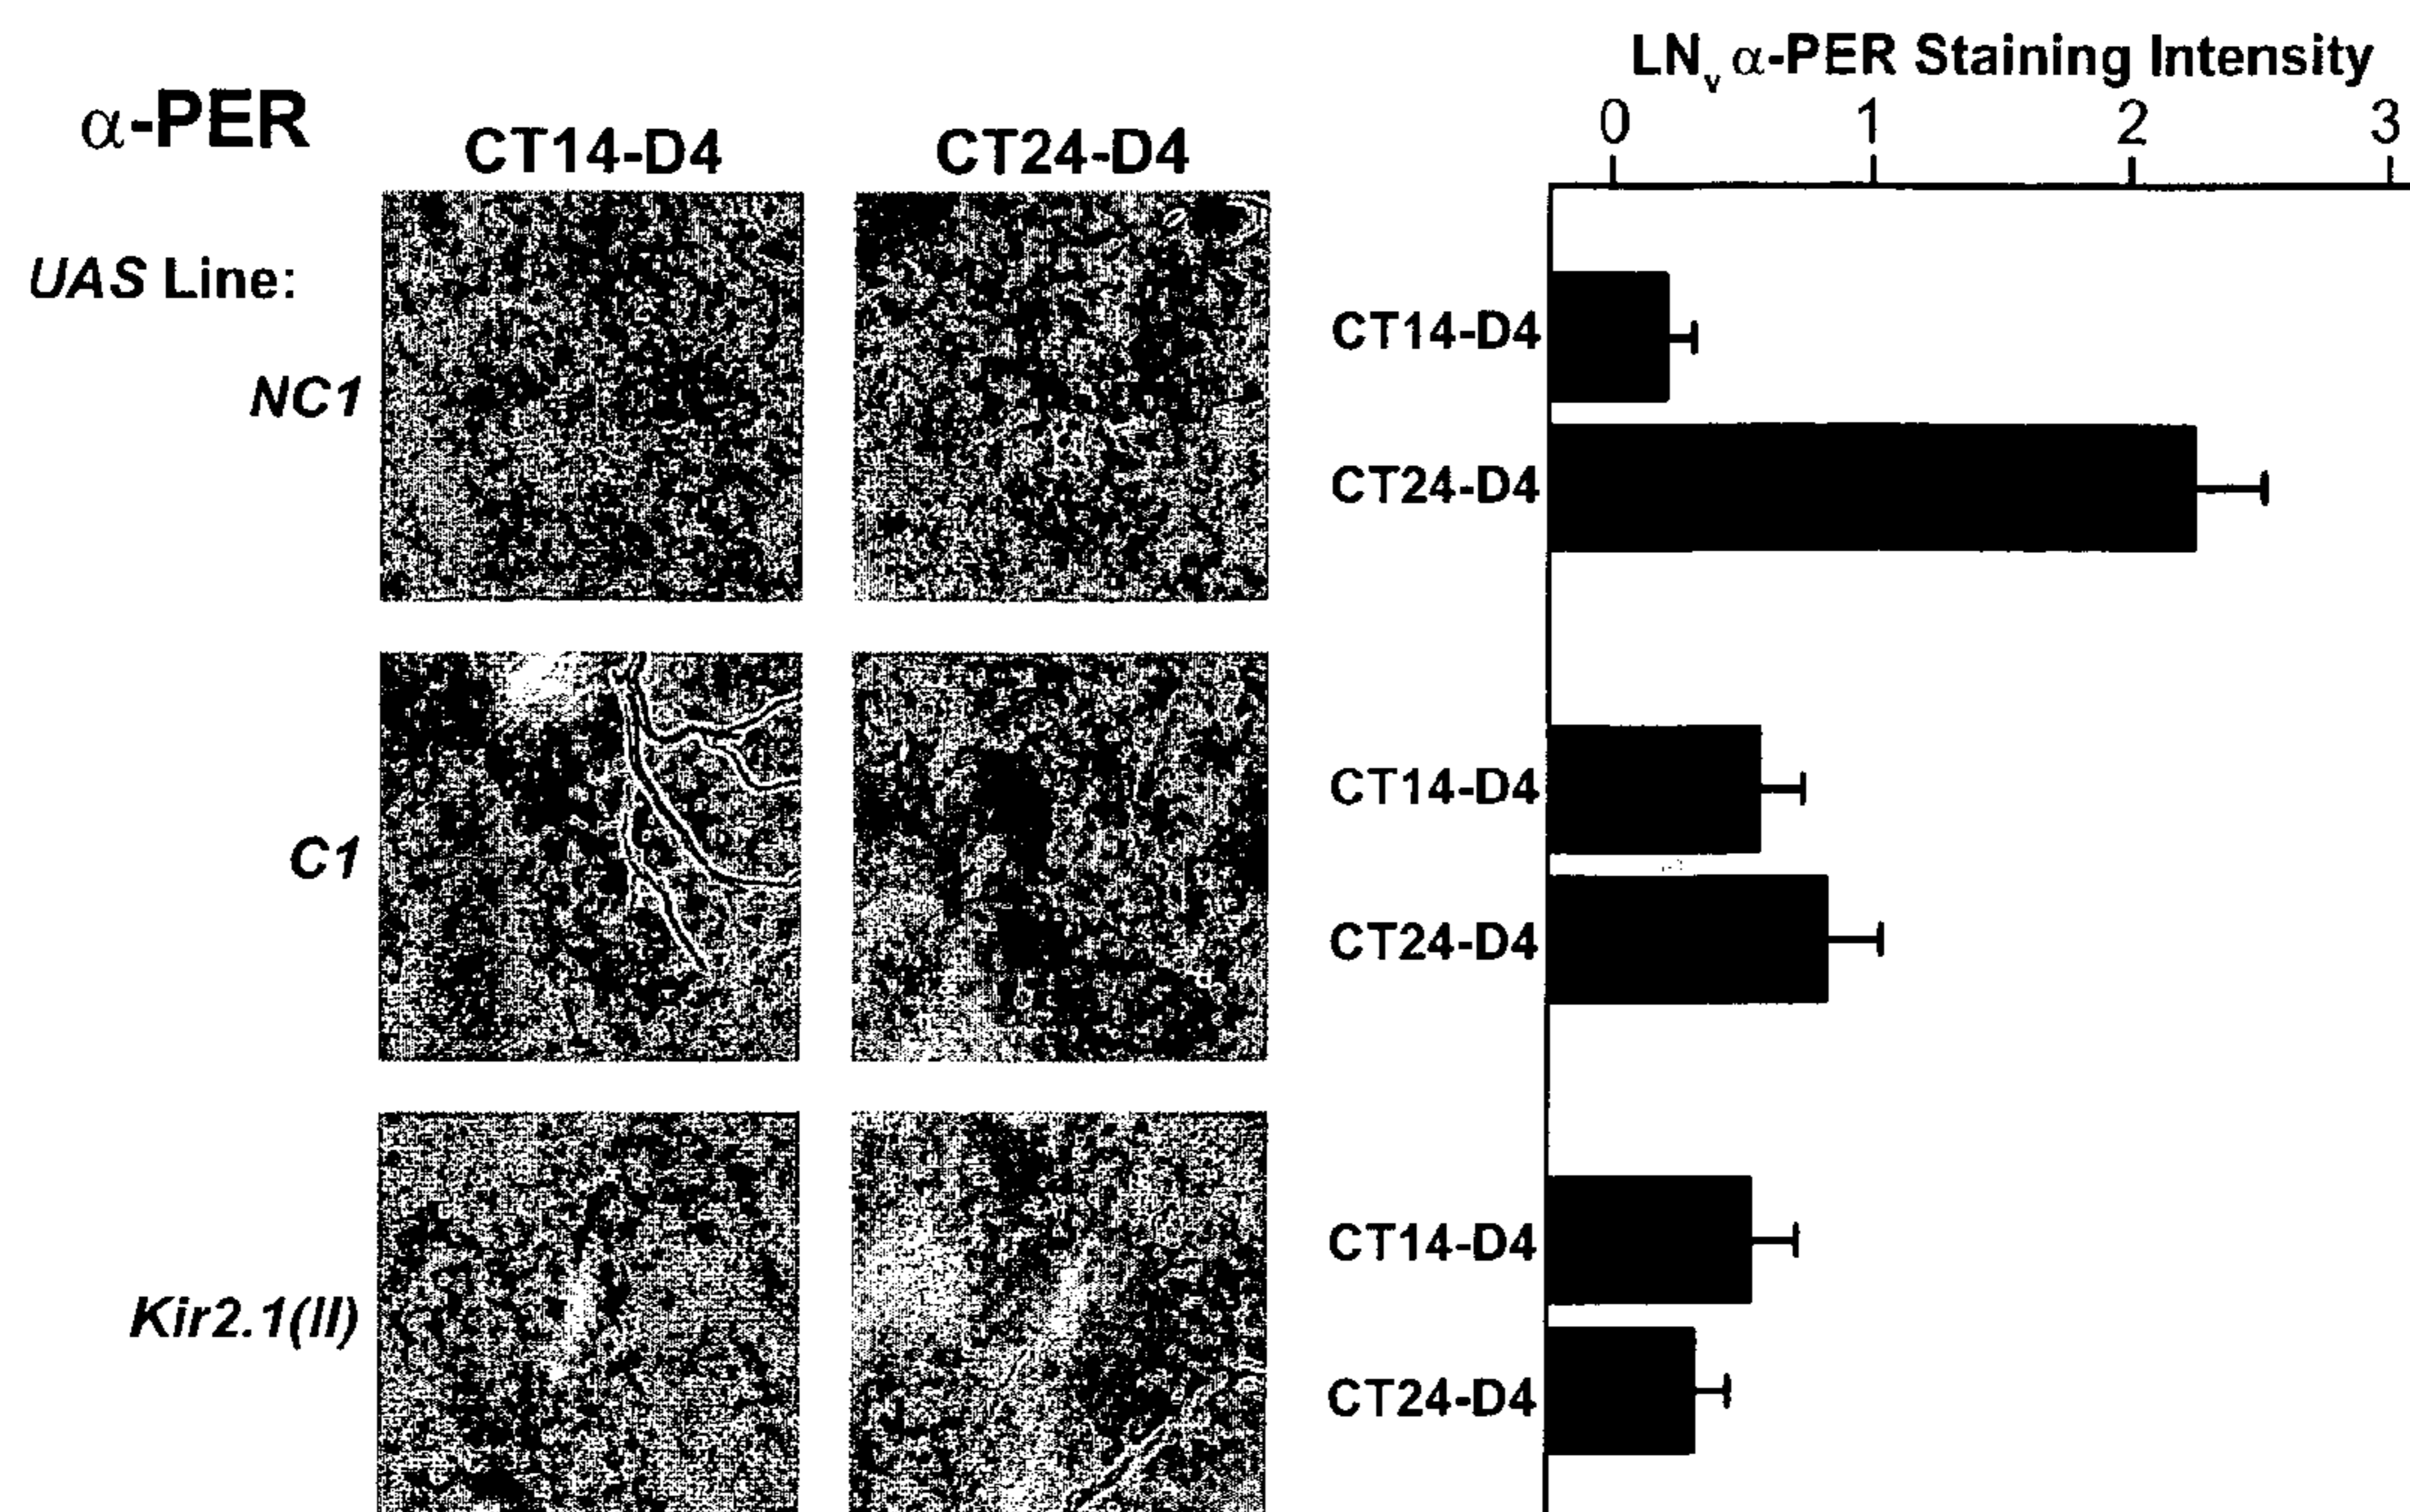 α-PER
CT14-D4 CT24-D4
UAS Line:
NC1
C1
Kir2.1(II)
LNv α-PER Staining Intensity
0 1 2 3
CT14-D4
CT24-D4
CT14-D4
CT24-D4
CT14-D4
CT24-D4